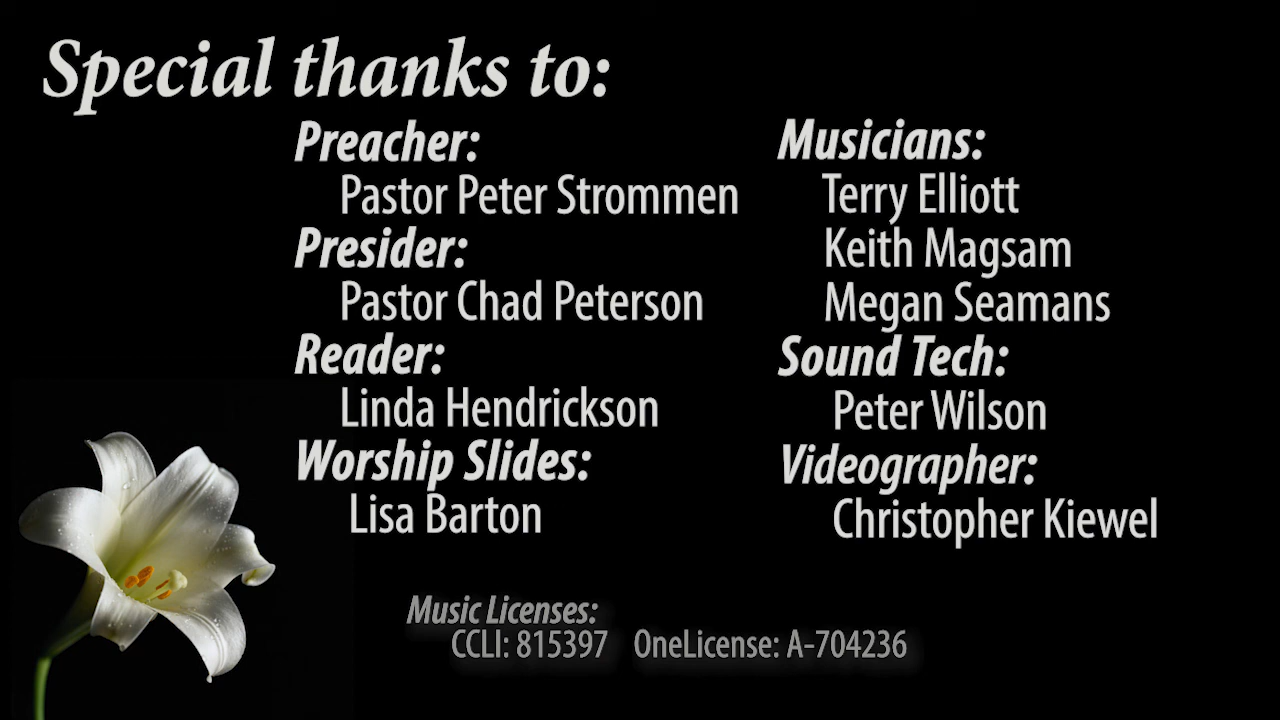 Special thanks to:
Preacher:
Pastor Peter Strommen
Presider:
Pastor Chad Peterson
Reader:
Linda Hendrickson
Worship Slides:
Lisa Barton
Musicians:
Terry Elliott
Keith Magsam
Megan Seamans
Sound Tech:
Peter Wilson
Videographer:
Christopher Kiewel
Music Licenses:
CCLI: 815397 OneLicense: A-704236